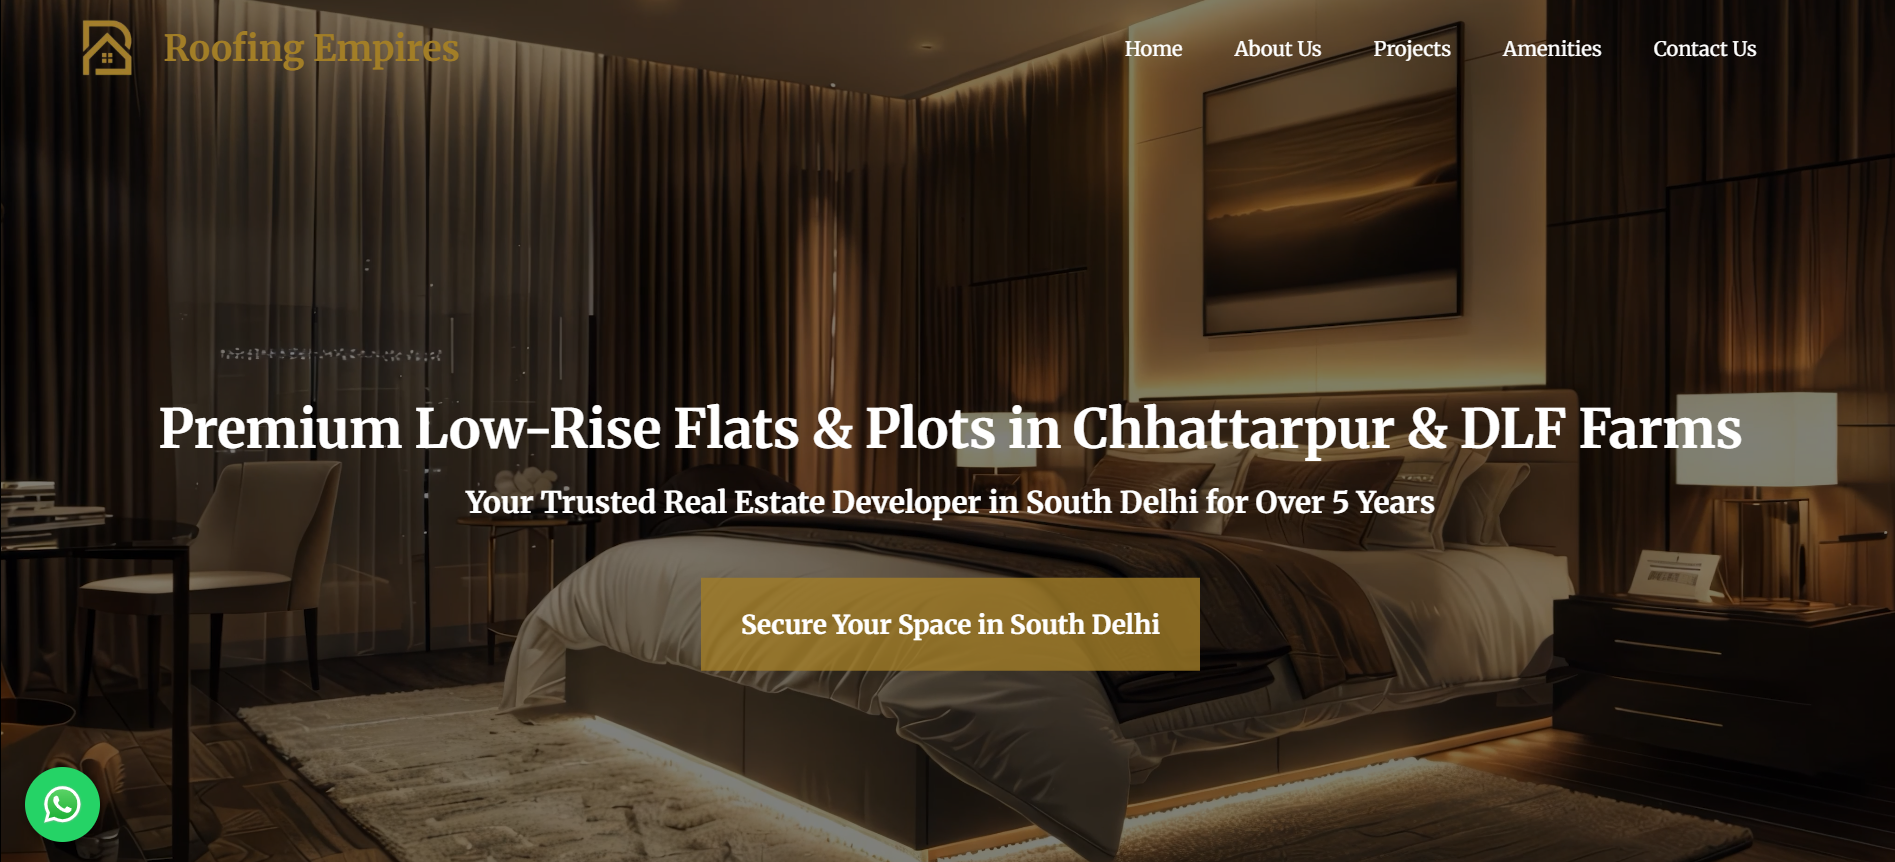 Roofing Empires
Home
About Us
Projects
Amenities
Contact Us
Premium Low-Rise Flats & Plots in Chhattarpur & DLF Farms
Your Trusted Real Estate Developer in South Delhi for Over 5 Years
Secure Your Space in South Delhi